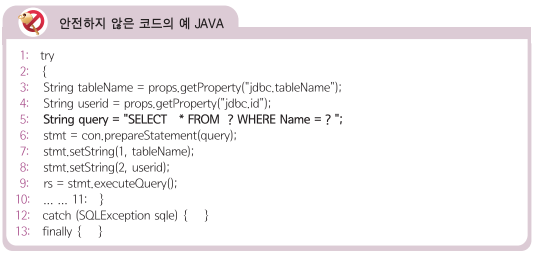 안전하지 않은 코드의 예 JAVA
1: try
2: {
3: String tableName = props.getProperty("jdbc.tableName");
4: String userid = props.getProperty("jdbc.id");
5: String query = "SELECT * FROM ? WHERE Name = ? ";
6: stmt = con.prepareStatement(query);
7: stmt.setString(1, tableName);
8: stmt.setString(2, userid);
9: rs = stmt.executeQuery();
10: ... ... 11: }
12: catch (SQLException sqle) { }
13: finally { }